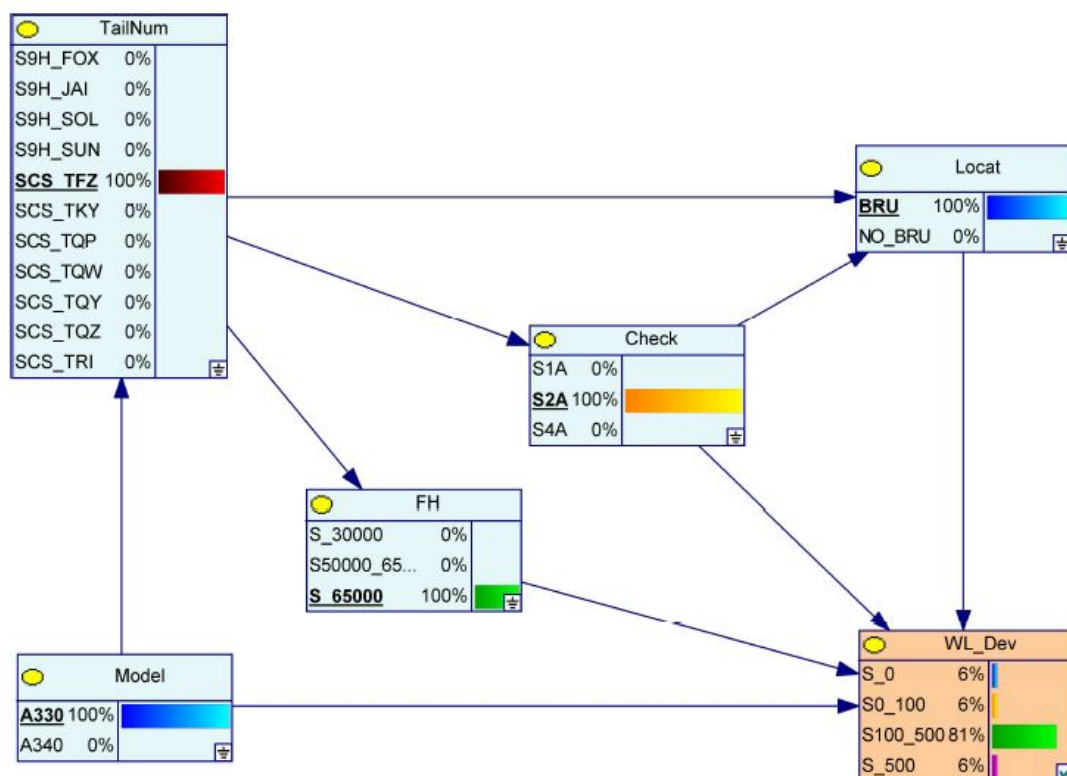 TailNum
S9H_FOX 0%
S9H_JAI 0%
S9H_SOL 0%
S9H_SUN 0%
SCS_TFZ 100%
SCS_TKY 0%
SCS_TQP 0%
SCS_TQW 0%
SCS_TQY 0%
SCS_TQZ 0%
SCS_TRI 0%
Locat
BRU 100%
NO_BRU 0%
Check
S1A 0%
S2A 100%
S4A 0%
FH
S_30000 0%
S50000_65... 0%
S_65000 100%
Model
A330 100%
A340 0%
WL_Dev
S_0 6%
S0_100 6%
S100_500 81%
S_500 6%